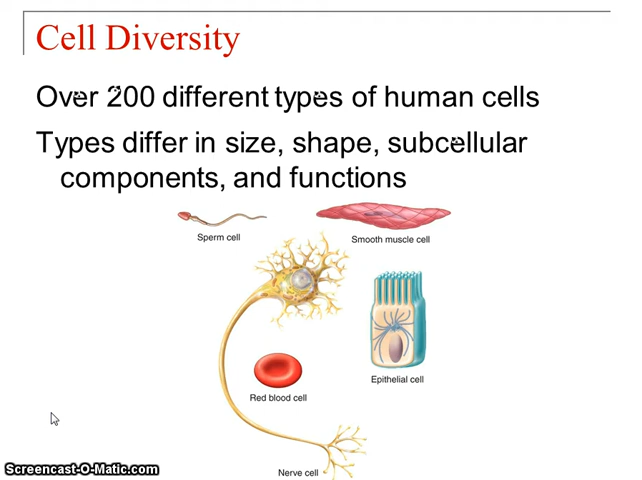 Cell Diversity
Over 200 different types of human cells
Types differ in size, shape, subcellular
components, and functions
Sperm cell
Smooth muscle cell
Epithelial cell
Red blood cell
Nerve cell
Screencast-O-Matic.com